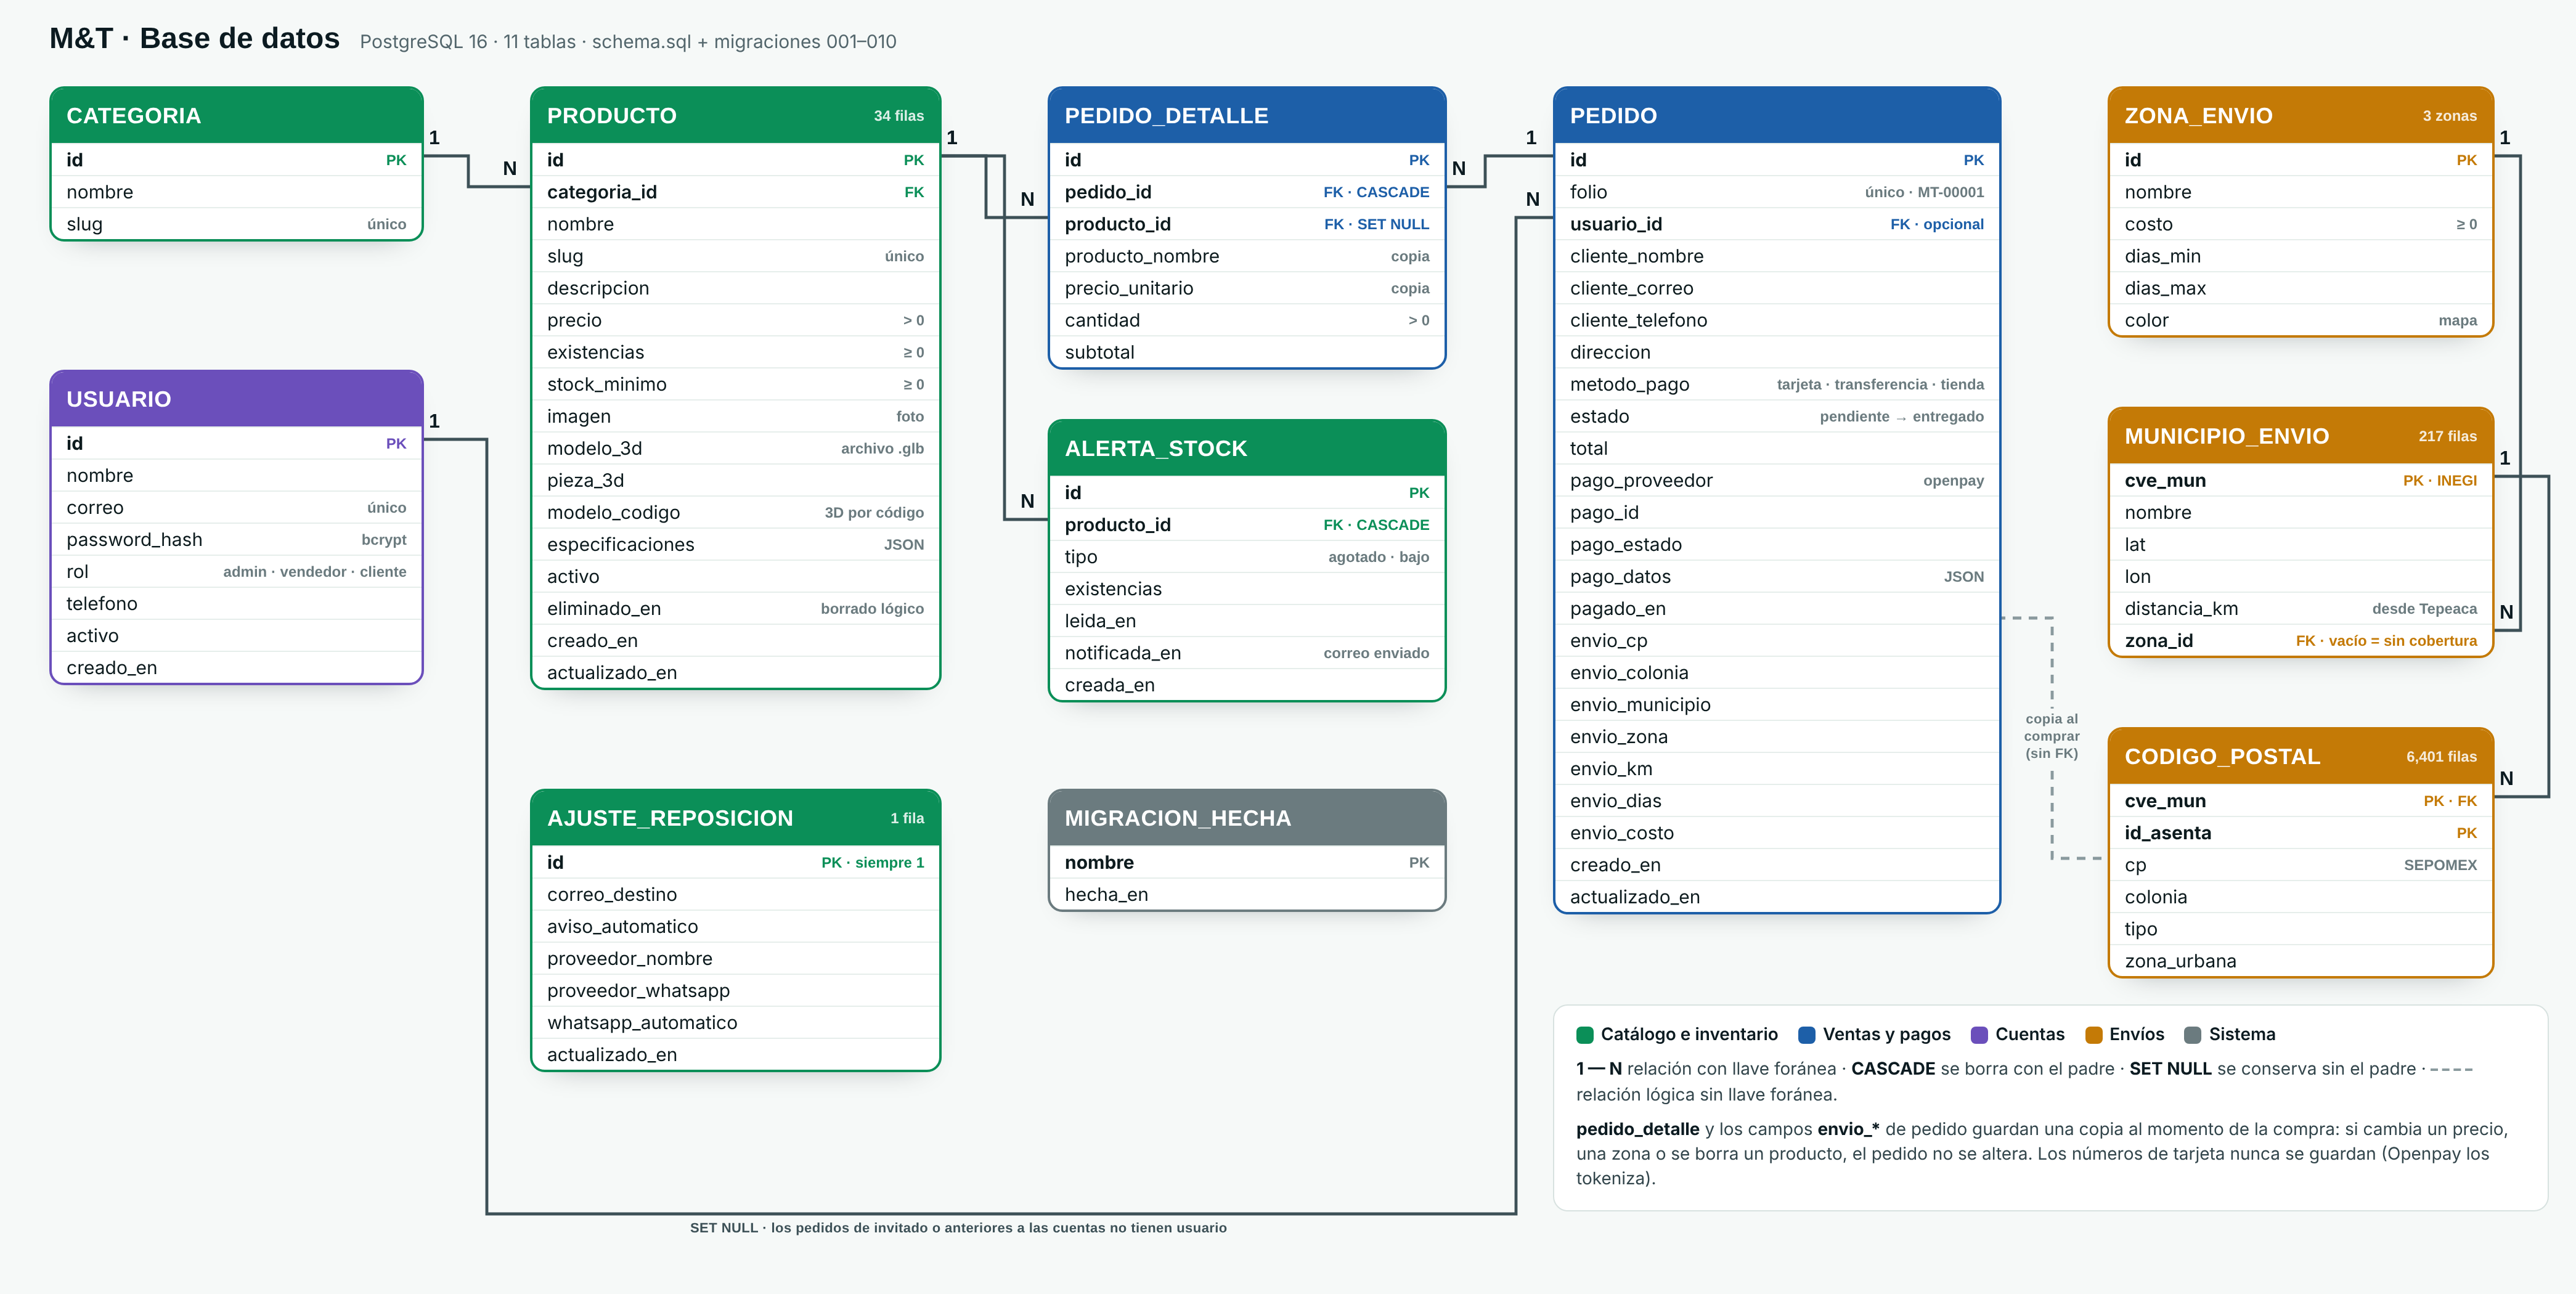 M&T · Base de datos PostgreSQL 16 · 11 tablas · schema.sql + migraciones 001–010
CATEGORIA
id PK
nombre
slug único
1
N
USUARIO
id PK
nombre
correo único
password_hash bcrypt
rol admin · vendedor · cliente
telefono
activo
creado_en
1
PRODUCTO 34 filas
id PK
categoria_id FK
nombre
slug único
descripcion
precio > 0
existencias ≥ 0
stock_minimo ≥ 0
imagen foto
modelo_3d archivo .glb
pieza_3d
modelo_codigo 3D por código
especificaciones JSON
activo
eliminado_en borrado lógico
creado_en
actualizado_en
1
N
N
AJUSTE_REPOSICION 1 fila
id PK · siempre 1
correo_destino
aviso_automatico
proveedor_nombre
proveedor_whatsapp
whatsapp_automatico
actualizado_en
PEDIDO_DETALLE
id PK
pedido_id FK · CASCADE
producto_id FK · SET NULL
producto_nombre copia
precio_unitario copia
cantidad > 0
subtotal
N
1
N
ALERTA_STOCK
id PK
producto_id FK · CASCADE
tipo agotado · bajo
existencias
leida_en
notificada_en correo enviado
creada_en
MIGRACION_HECHA
nombre PK
hecha_en
PEDIDO
id PK
folio único · MT-00001
usuario_id FK · opcional
cliente_nombre
cliente_correo
cliente_telefono
direccion
metodo_pago tarjeta · transferencia · tienda
estado pendiente → entregado
total
pago_proveedor openpay
pago_id
pago_estado
pago_datos JSON
pagado_en
envio_cp
envio_colonia
envio_municipio
envio_zona
envio_km
envio_dias
envio_costo
creado_en
actualizado_en
copia al
comprar
(sin FK)
ZONA_ENVIO 3 zonas
id PK
nombre
costo ≥ 0
dias_min
dias_max
color mapa
1
MUNICIPIO_ENVIO 217 filas
cve_mun PK · INEGI
nombre
lat
lon
distancia_km desde Tepeaca
zona_id FK · vacío = sin cobertura
1
N
CODIGO_POSTAL 6,401 filas
cve_mun PK · FK
id_asenta PK
cp SEPOMEX
colonia
tipo
zona_urbana
N
Catálogo e inventario Ventas y pagos Cuentas Envíos Sistema
1 — N relación con llave foránea · CASCADE se borra con el padre · SET NULL se conserva sin el padre · ----
relación lógica sin llave foránea.
pedido_detalle y los campos envio_* de pedido guardan una copia al momento de la compra: si cambia un precio,
una zona o se borra un producto, el pedido no se altera. Los números de tarjeta nunca se guardan (Openpay los
tokeniza).
SET NULL · los pedidos de invitado o anteriores a las cuentas no tienen usuario